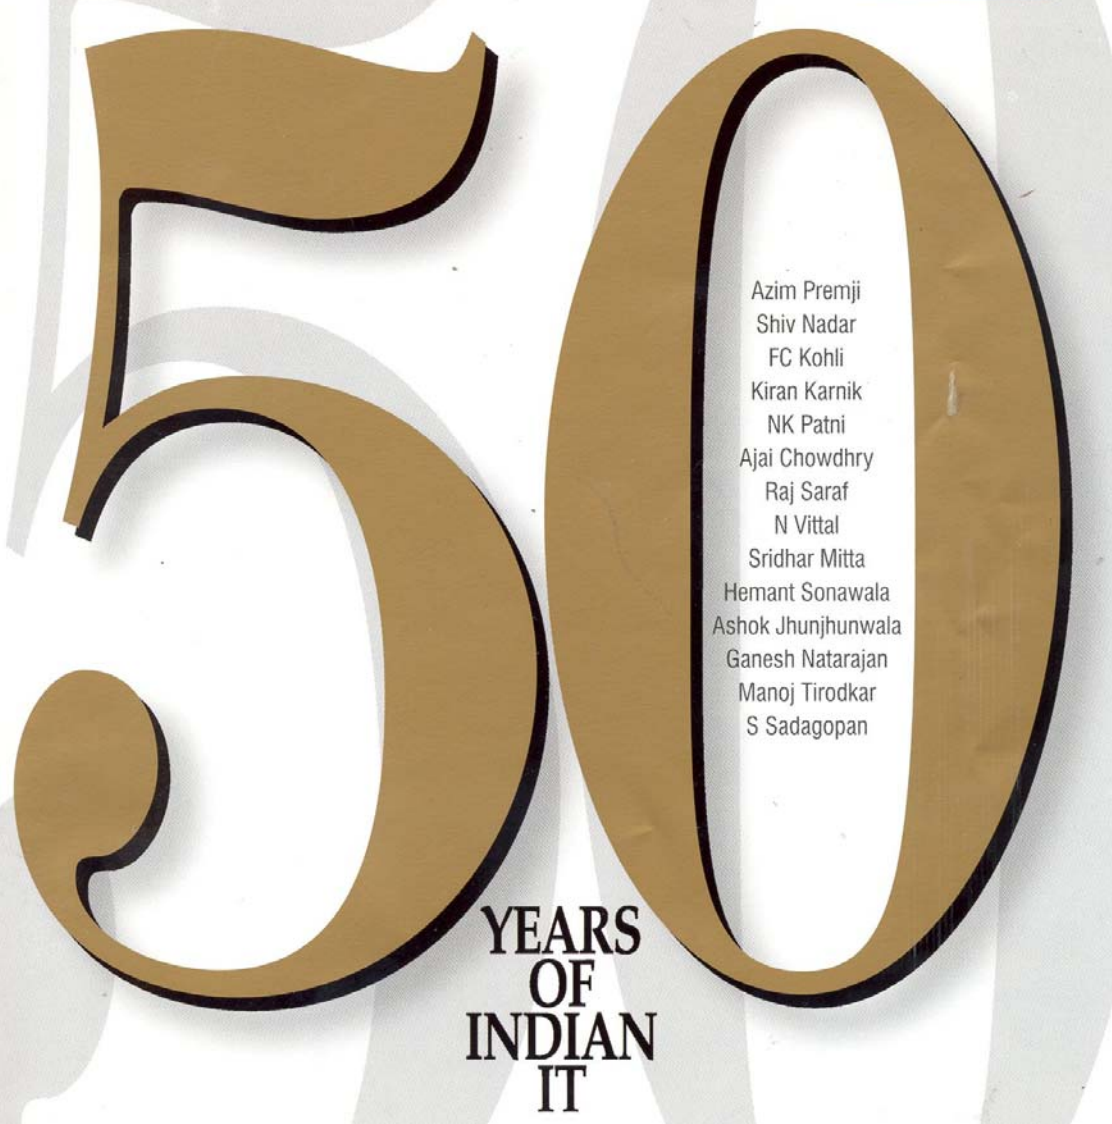 50
Azim Premji
Shiv Nadar
FC Kohli
Kiran Karnik
NK Patni
Ajai Chowdhry
Raj Saraf
N Vittal
Sridhar Mitta
Hemant Sonawala
Ashok Jhunjhunwala
Ganesh Natarajan
Manoj Tirodkar
S Sadagopan
YEARS
OF
INDIAN
IT